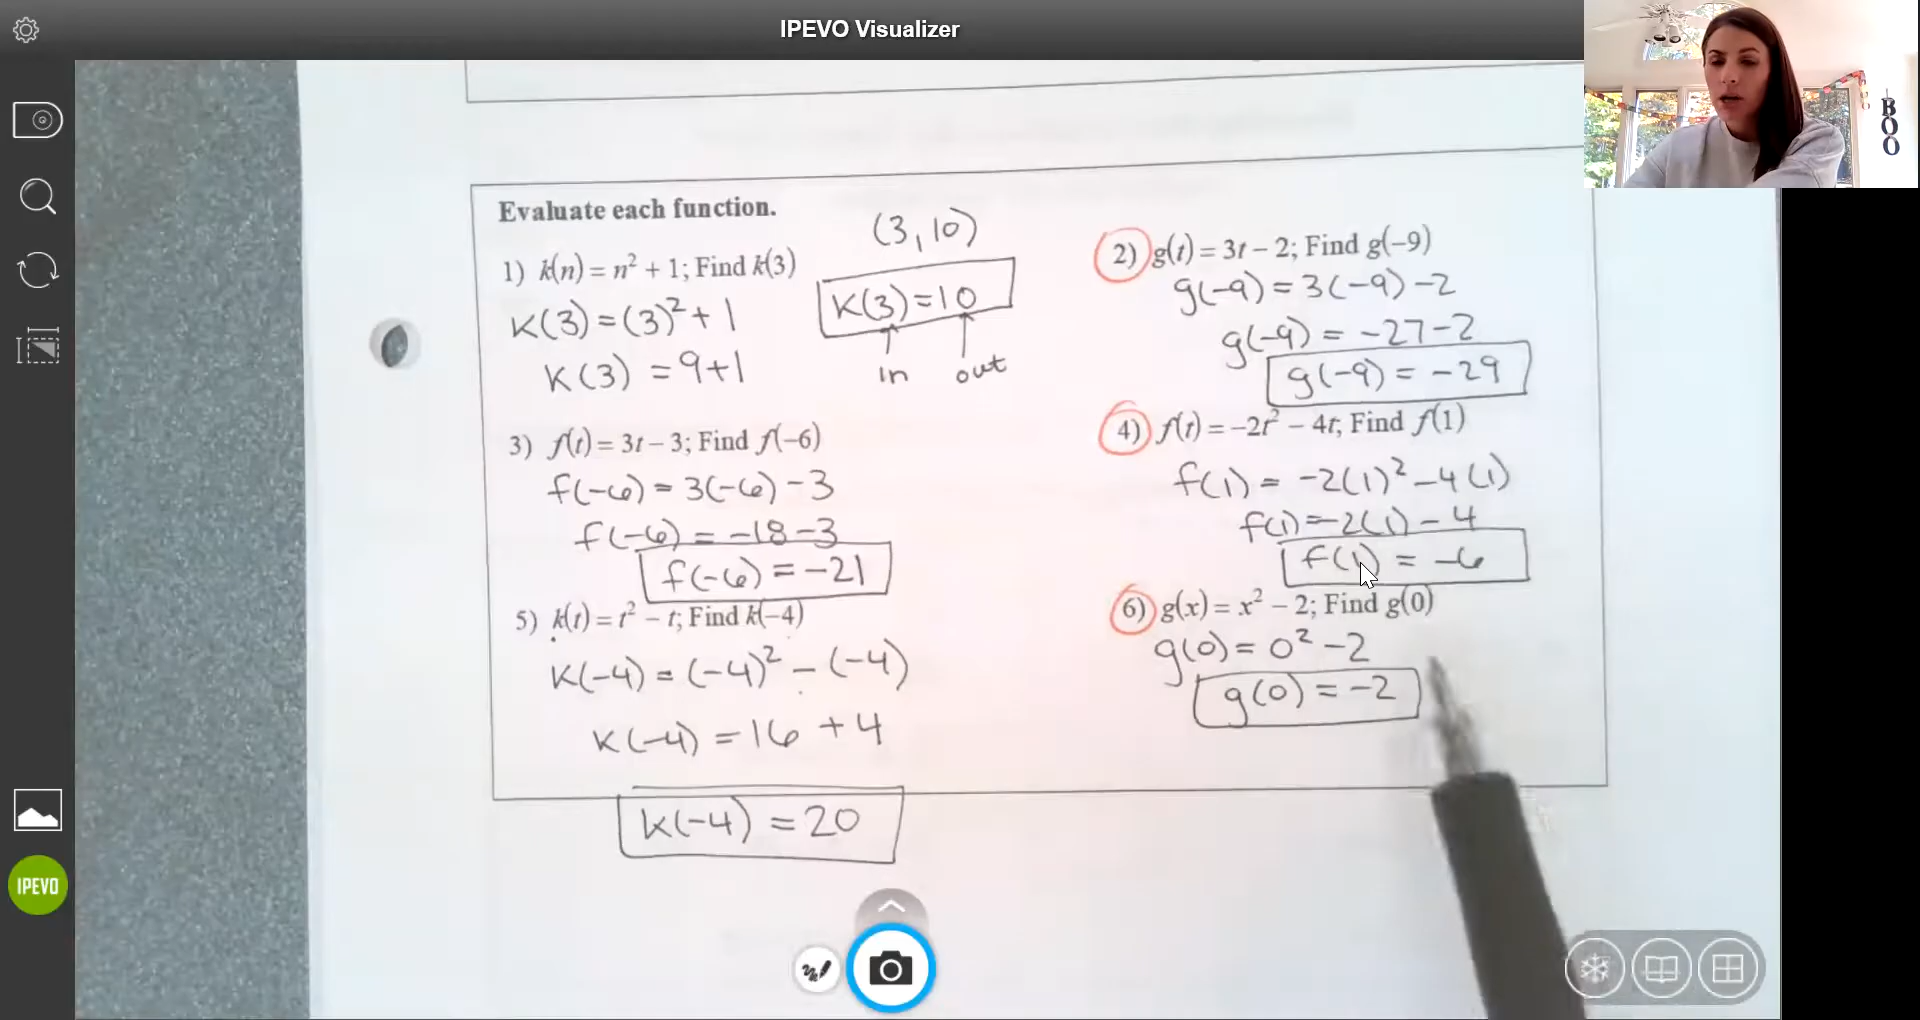 IPEVO Visualizer
BOO
Evaluate each function.
1) k(n) = n² + 1; Find k(3)
(3, 10)
K(3) = (3)² + 1
K(3) = 10
K(3) = 9+1
in out
2) g(t) = 3t − 2; Find g(−9)
g(-9) = 3(-9) -2
g(-9) = -27-2
g(-9) = -29
3) f(t) = 3t − 3; Find f(−6)
f(-6) = 3(-6) -3
f(-6) = -18-3
f(-6) = -21
4) f(t) = −2t² − 4t; Find f(1)
f(1) = -2(1)² -4(1)
f(1) = -2(1) - 4
f(1) = -6
5) k(t) = t² − t; Find k(−4)
K(-4) = (-4)² - (-4)
K(-4) = 16 + 4
K(-4) = 20
6) g(x) = x² − 2; Find g(0)
g(0) = 0² -2
g(0) = -2
IPEVO